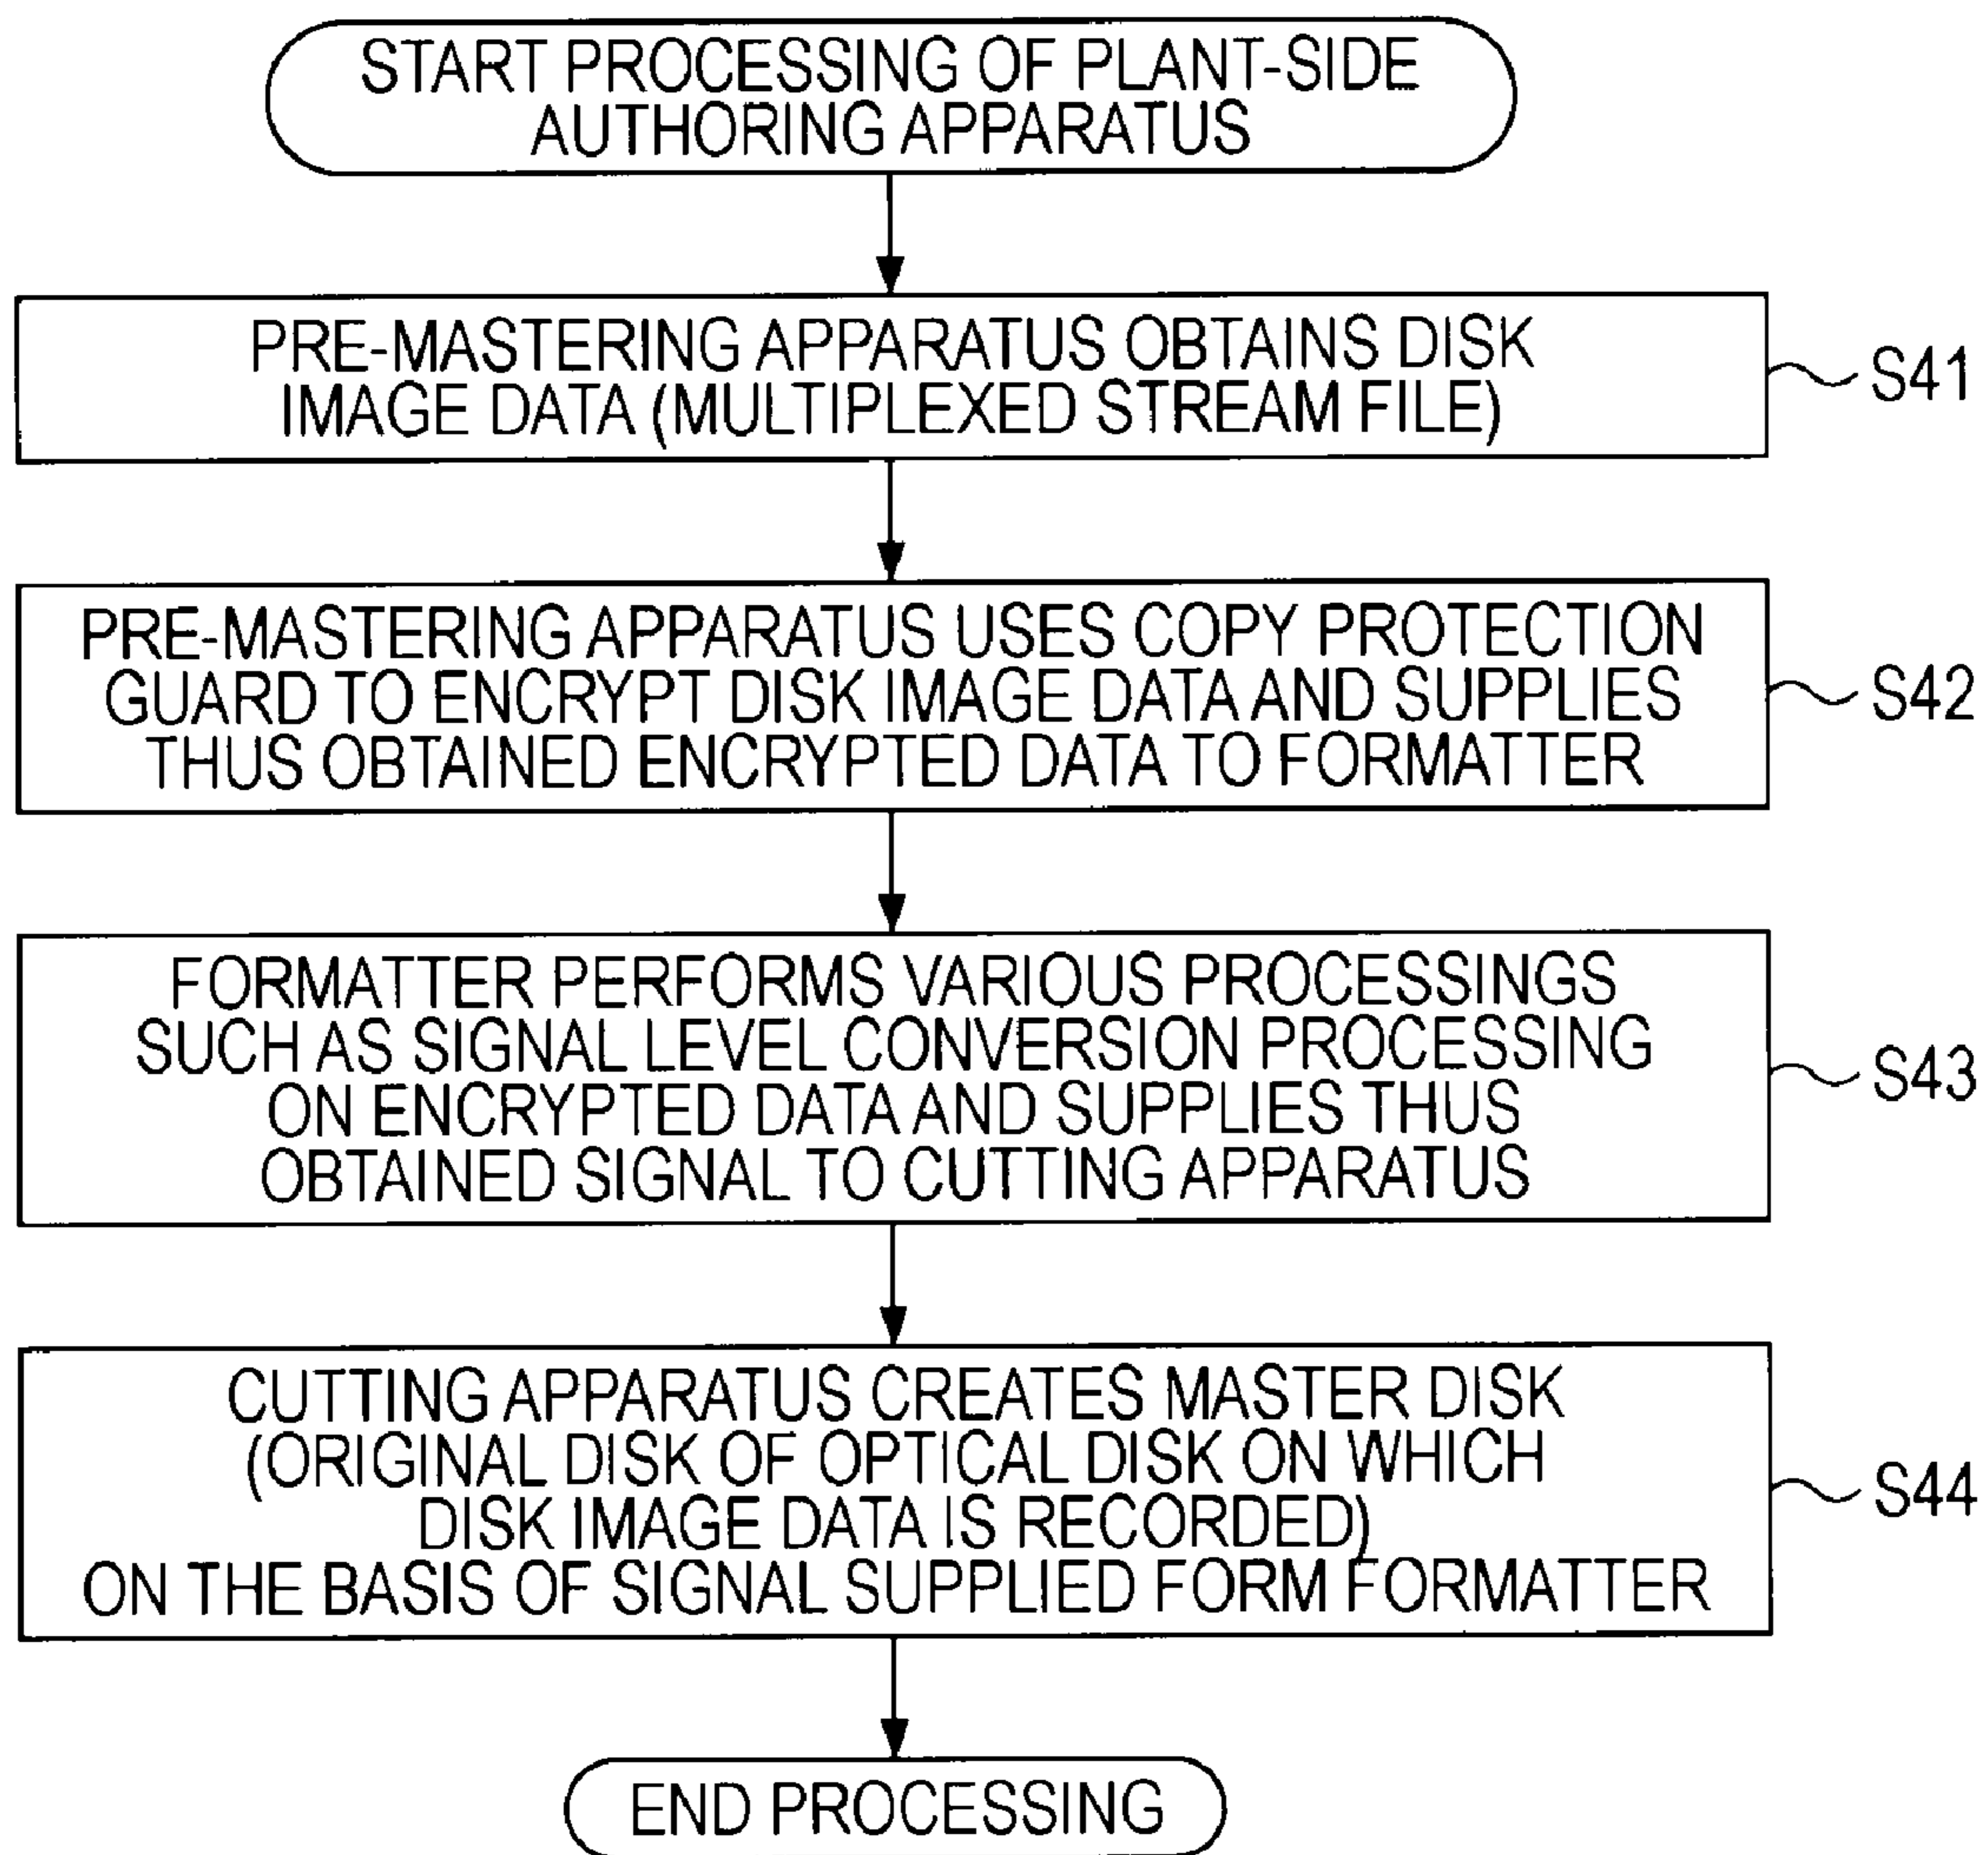 START PROCESSING OF PLANT-SIDE
AUTHORING APPARATUS
PRE-MASTERING APPARATUS OBTAINS DISK
IMAGE DATA (MULTIPLEXED STREAM FILE)
S41
PRE-MASTERING APPARATUS USES COPY PROTECTION
GUARD TO ENCRYPT DISK IMAGE DATA AND SUPPLIES
THUS OBTAINED ENCRYPTED DATA TO FORMATTER
S42
FORMATTER PERFORMS VARIOUS PROCESSINGS
SUCH AS SIGNAL LEVEL CONVERSION PROCESSING
ON ENCRYPTED DATA AND SUPPLIES THUS
OBTAINED SIGNAL TO CUTTING APPARATUS
S43
CUTTING APPARATUS CREATES MASTER DISK
(ORIGINAL DISK OF OPTICAL DISK ON WHICH
DISK IMAGE DATA IS RECORDED)
ON THE BASIS OF SIGNAL SUPPLIED FORM FORMATTER
S44
END PROCESSING